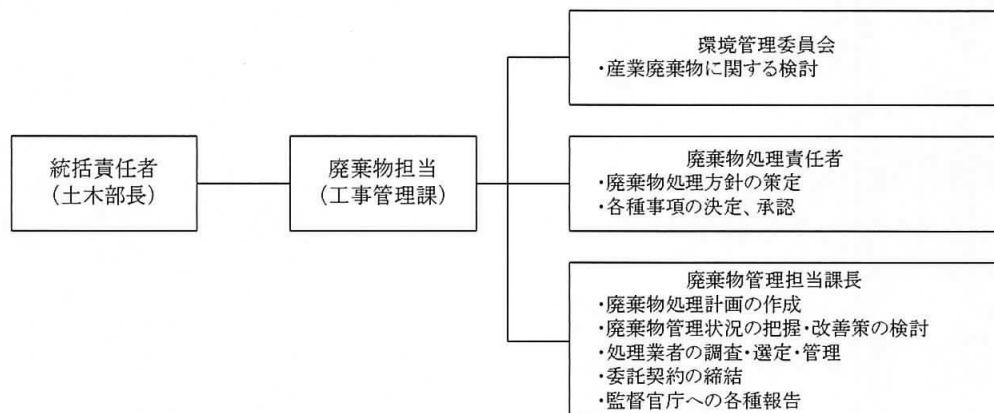 統括責任者
（土木部長）
廃棄物担当
（工事管理課）
環境管理委員会
・産業廃棄物に関する検討
廃棄物処理責任者
・廃棄物処理方針の策定
・各種事項の決定、承認
廃棄物管理担当課長
・廃棄物処理計画の作成
・廃棄物管理状況の把握・改善策の検討
・処理業者の調査・選定・管理
・委託契約の締結
・監督官庁への各種報告